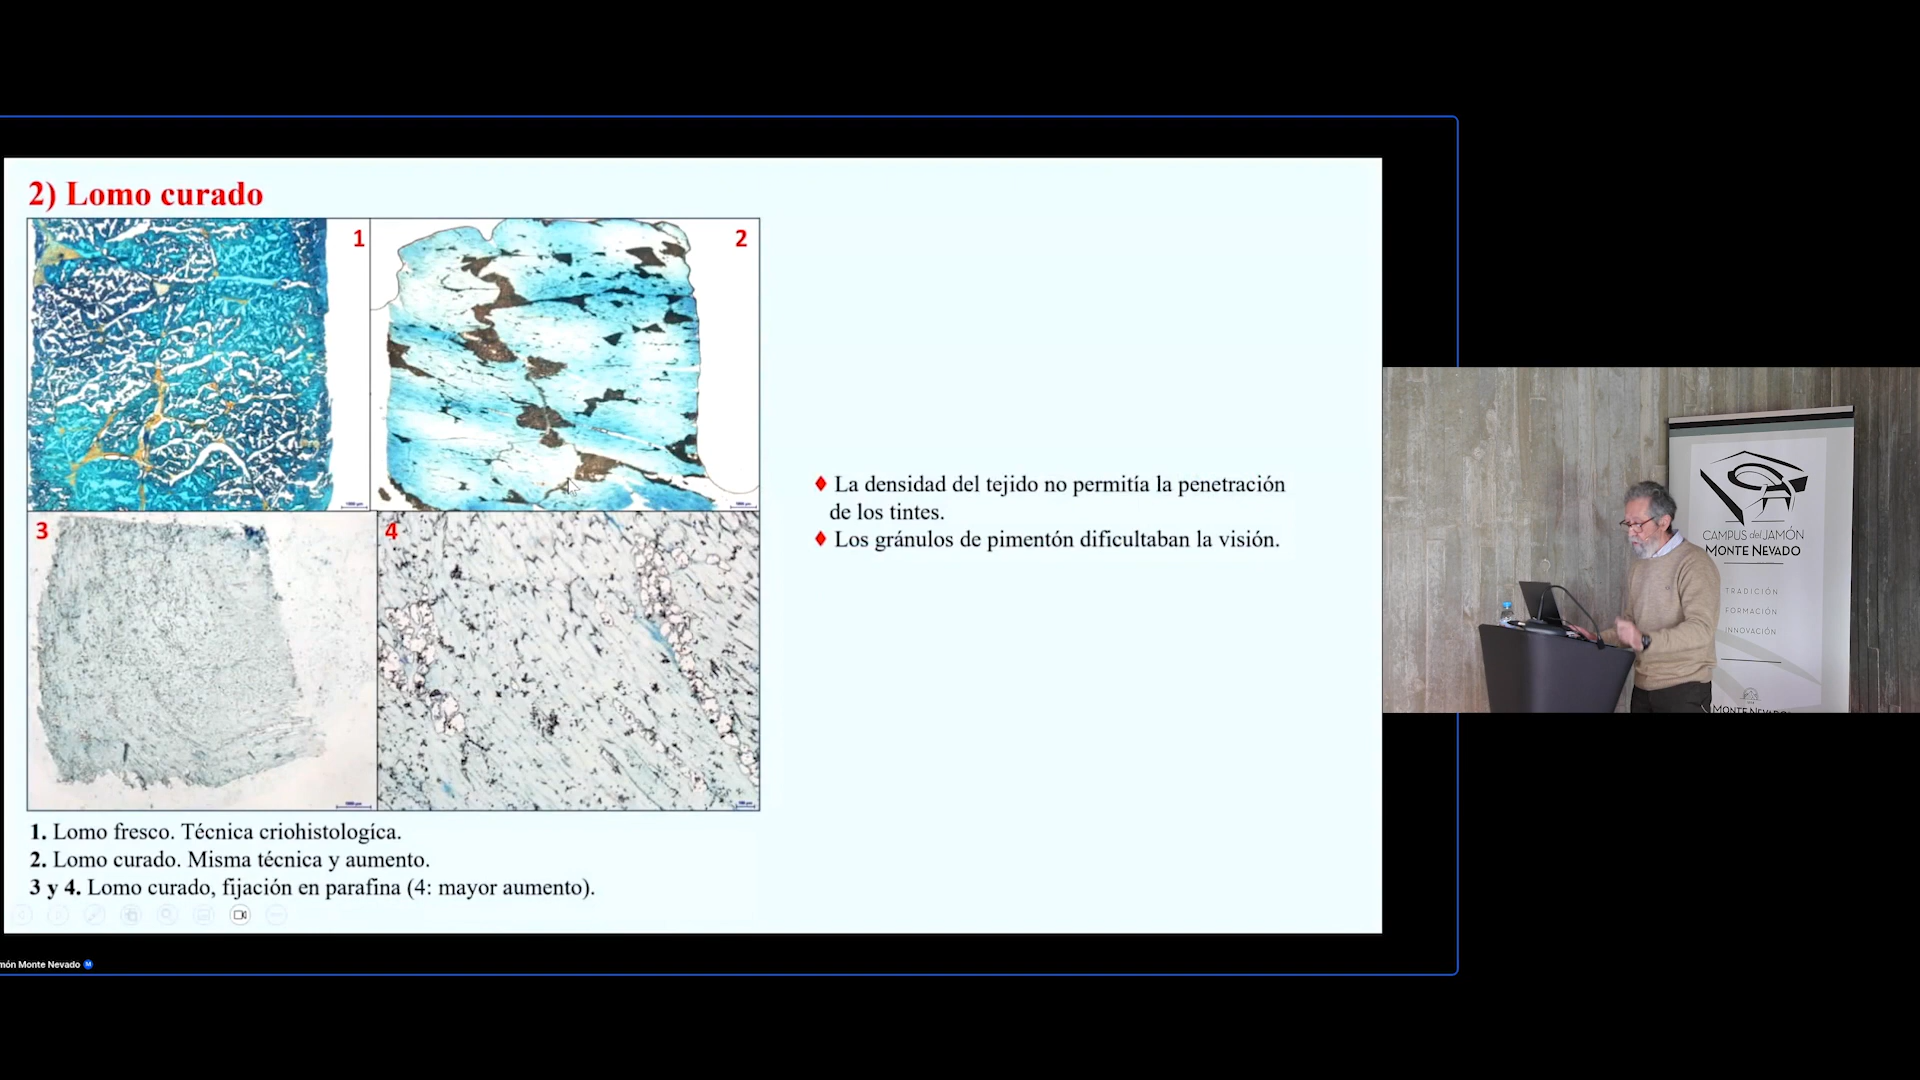 2) Lomo curado
1
2
3
4
♦ La densidad del tejido no permitía la penetración
de los tintes.
♦ Los gránulos de pimentón dificultaban la visión.
1. Lomo fresco. Técnica criohistologíca.
2. Lomo curado. Misma técnica y aumento.
3 y 4. Lomo curado, fijación en parafina (4: mayor aumento).
món Monte Nevado
M
CAMPUS del JAMÓN
MONTE NEVADO
TRADICIÓN
FORMACIÓN
INNOVACIÓN
MONTE NEVADO